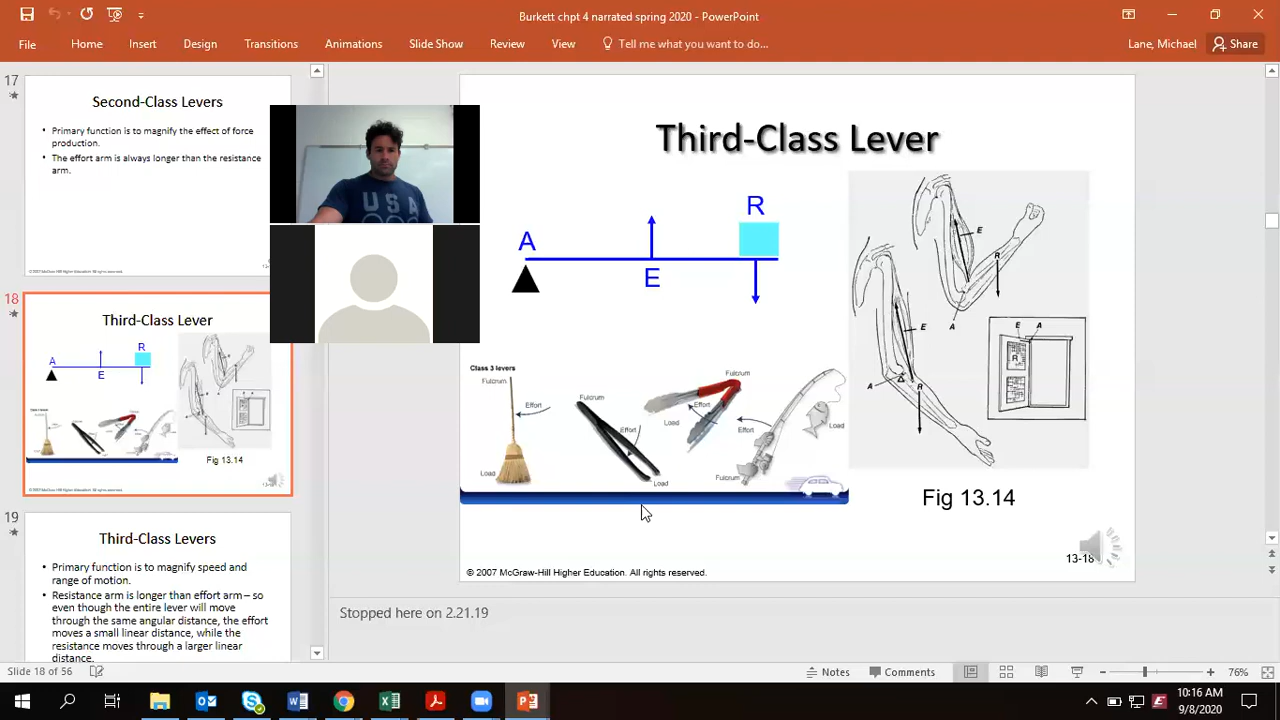 Burkett chpt 4 narrated spring 2020 - PowerPoint
File Home Insert Design Transitions Animations Slide Show Review View Tell me what you want to do... Lane, Michael Share
17
Second-Class Levers
• Primary function is to magnify the effect of force
production.
• The effort arm is always longer than the resistance
arm.
USA
18
Third-Class Lever
R
A
E
Fig 13.14
19
Third-Class Levers
• Primary function is to magnify speed and
range of motion.
• Resistance arm is longer than effort arm – so
even though the entire lever will move
through the same angular distance, the effort
moves a small linear distance, while the
resistance moves through a larger linear
distance.
Third-Class Lever
R
A
E
Class 3 levers
Fulcrum
Effort
Load
Fulcrum
Effort
Load
Fulcrum
Effort
Load
Effort
Load
Fulcrum
E
R
A
E
A
R
E A
R
Fig 13.14
13-18
© 2007 McGraw-Hill Higher Education. All rights reserved.
Stopped here on 2.21.19
Slide 18 of 56
Notes Comments 76%
10:16 AM
9/8/2020